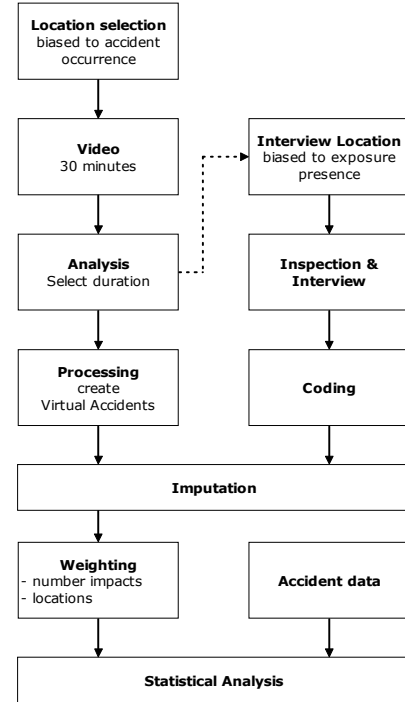 Location selection
biased to accident
occurrence
Video
30 minutes
Interview Location
biased to exposure
presence
Analysis
Select duration
Inspection &
Interview
Processing
create
Virtual Accidents
Coding
Imputation
Weighting
- number impacts
- locations
Accident data
Statistical Analysis